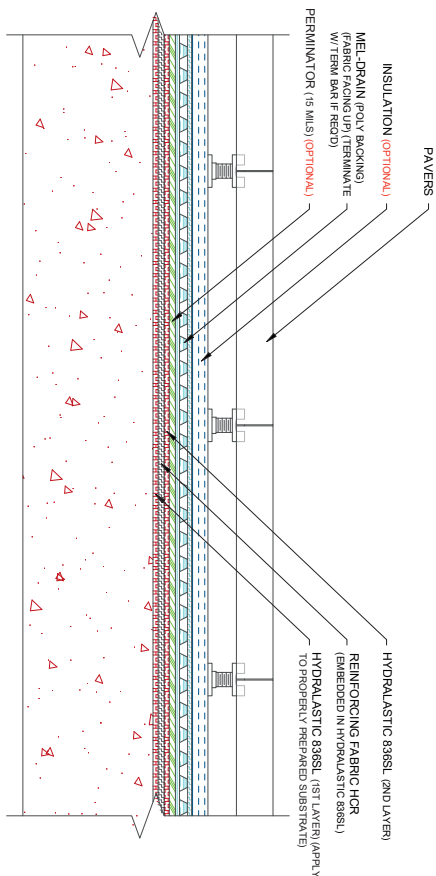 PAVERS
INSULATION (OPTIONAL)
MEL-DRAIN (POLY BACKING)
(FABRIC FACING UP) (TERMINATE
W/ TERM BAR IF REQ'D)
PERMINATOR (15 MILS) (OPTIONAL)
HYDRALASTIC 836SL (2ND LAYER)
REINFORCING FABRIC HCR
(EMBEDDED IN HYDRALASTIC 836SL)
HYDRALASTIC 836SL (1ST LAYER) (APPLY
TO PROPERLY PREPARED SUBSTRATE)